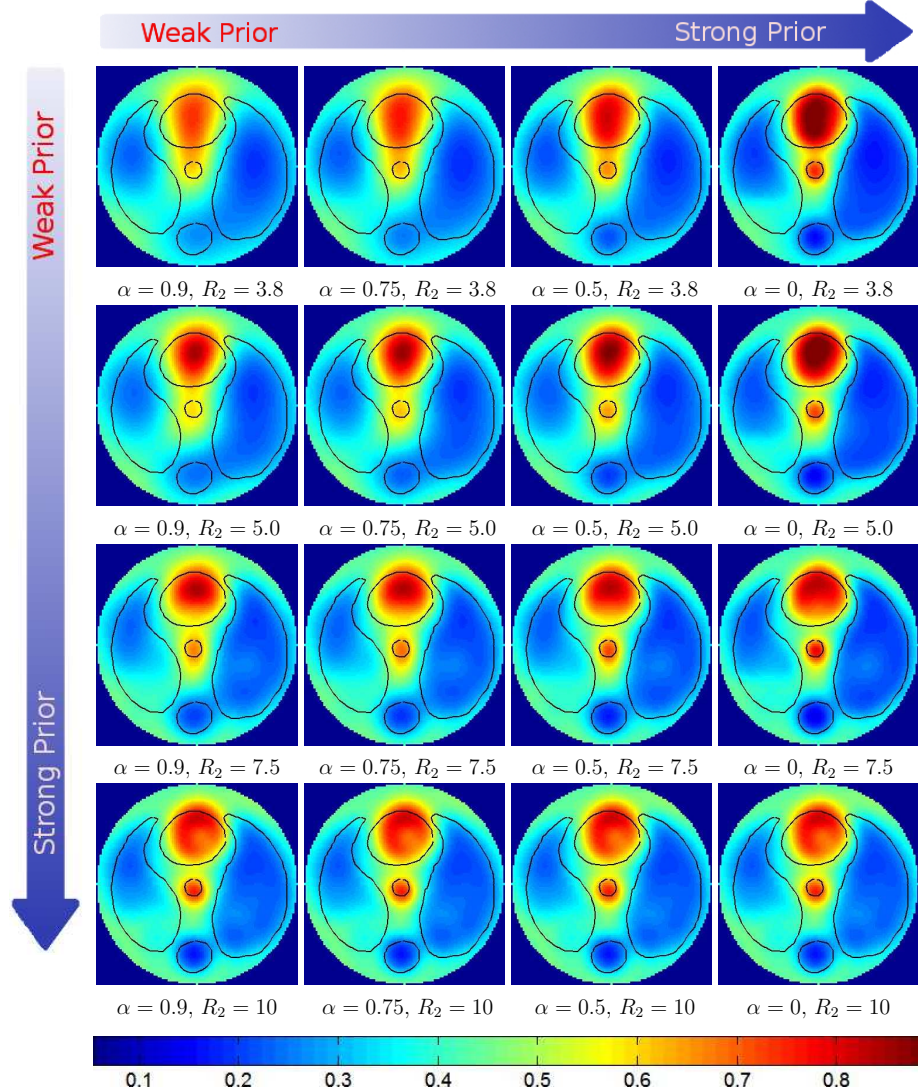 Weak Prior Strong Prior
Weak Prior
α = 0.9, R₂ = 3.8 α = 0.75, R₂ = 3.8 α = 0.5, R₂ = 3.8 α = 0, R₂ = 3.8
α = 0.9, R₂ = 5.0 α = 0.75, R₂ = 5.0 α = 0.5, R₂ = 5.0 α = 0, R₂ = 5.0
Strong Prior
α = 0.9, R₂ = 7.5 α = 0.75, R₂ = 7.5 α = 0.5, R₂ = 7.5 α = 0, R₂ = 7.5
α = 0.9, R₂ = 10 α = 0.75, R₂ = 10 α = 0.5, R₂ = 10 α = 0, R₂ = 10
0.1 0.2 0.3 0.4 0.5 0.6 0.7 0.8